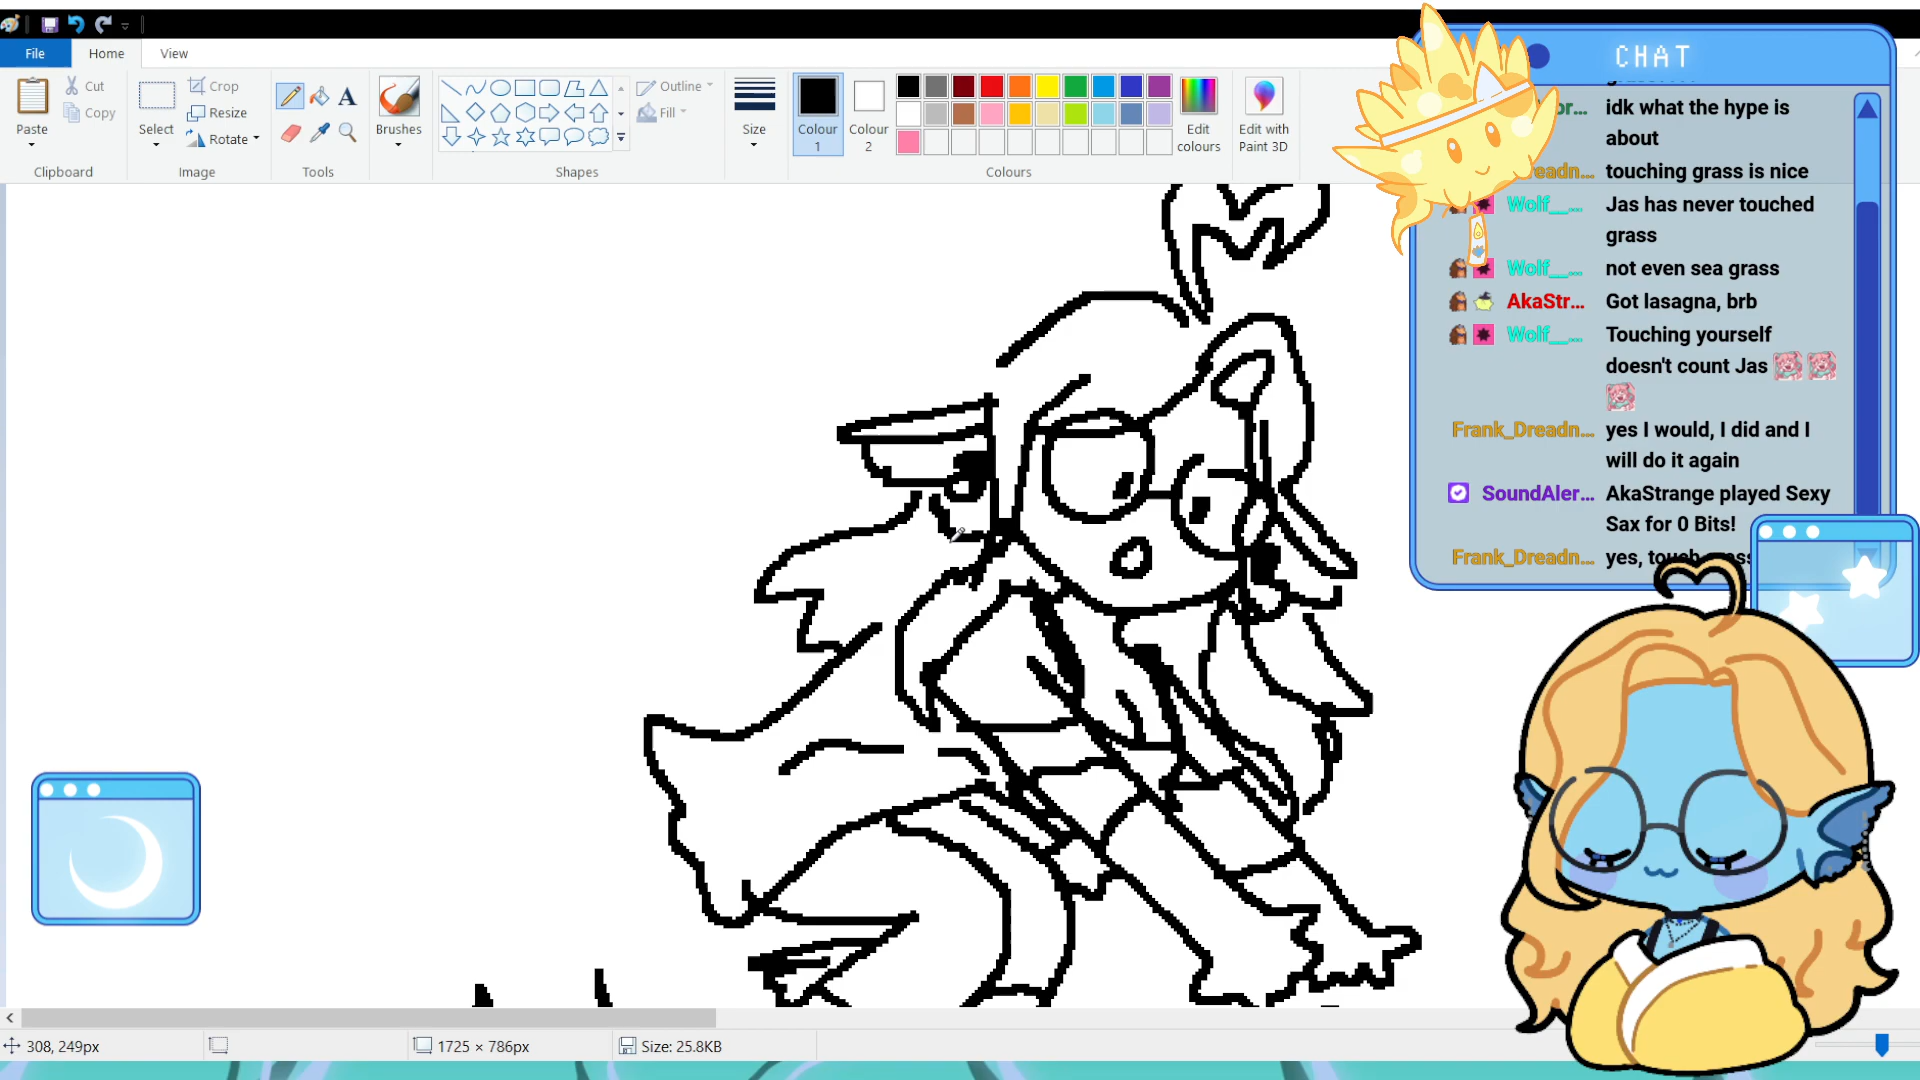 File
Home
View
Paste
Cut
Copy
Clipboard
Select
Crop
Resize
Rotate
Image
A
Tools
Brushes
Shapes
Outline
Fill
Size
Colour
1
Colour
2
Colours
Edit
colours
Edit with
Paint 3D
CHAT
idk what the hype is
about
touching grass is nice
Wolf__... Jas has never touched
grass
Wolf__... not even sea grass
AkaStr... Got lasagna, brb
Wolf__... Touching yourself
doesn't count Jas
Frank_Dreadn... yes I would, I did and I
will do it again
SoundAler... AkaStrange played Sexy
Sax for 0 Bits!
Frank_Dreadn... yes,
308, 249px
1725 × 786px
Size: 25.8KB